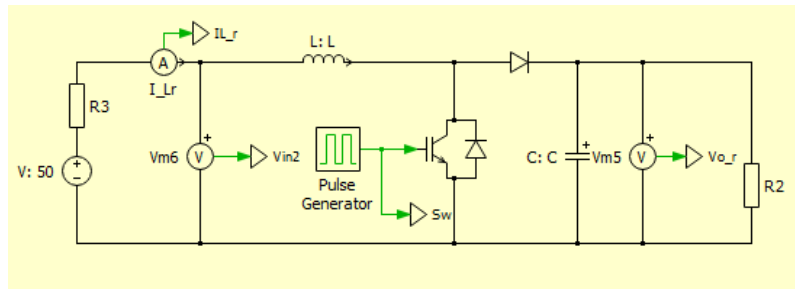 IL_r
L: L
A
I_Lr
R3
Vm6
V
Vin2
V: 50
Pulse
Generator
Sw
C: C
Vm5
V
Vo_r
R2